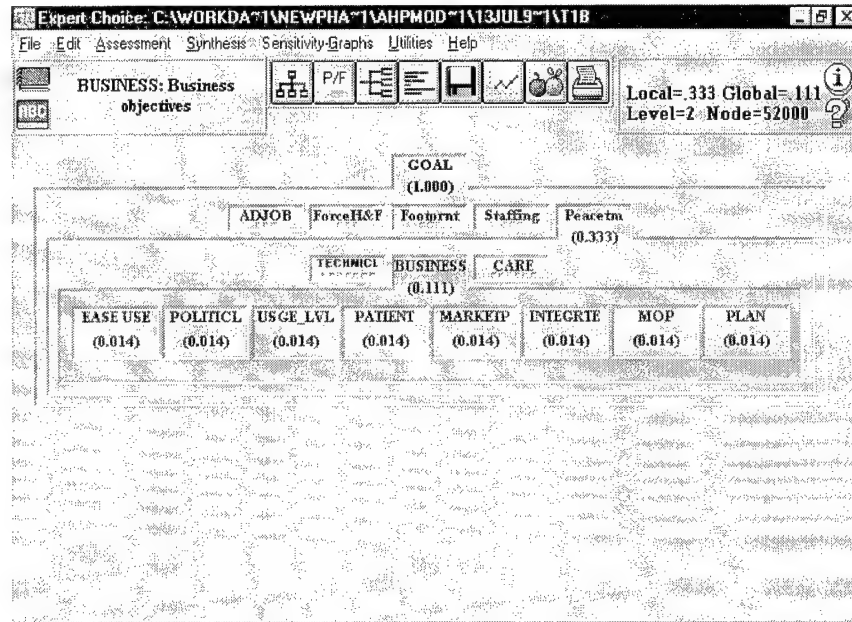 Expert Choice: C:\WORKDA~1\NEWPHA~1\AHPMOD~1\13JUL9~1\T1B
File Edit Assessment Synthesis Sensitivity-Graphs Utilities Help
BUSINESS: Business
objectives
ABC
P/F
Local=.333 Global=.111
Level=2 Node=52000
GOAL
(1.000)
ADJOB ForceH&F Footprnt Staffing Peacetm
(0.333)
TECHNICL BUSINESS CARE
(0.111)
EASE USE POLITICL USGE_LVL PATIENT MARKETP INTEGRTE MOP PLAN
(0.014) (0.014) (0.014) (0.014) (0.014) (0.014) (0.014) (0.014)